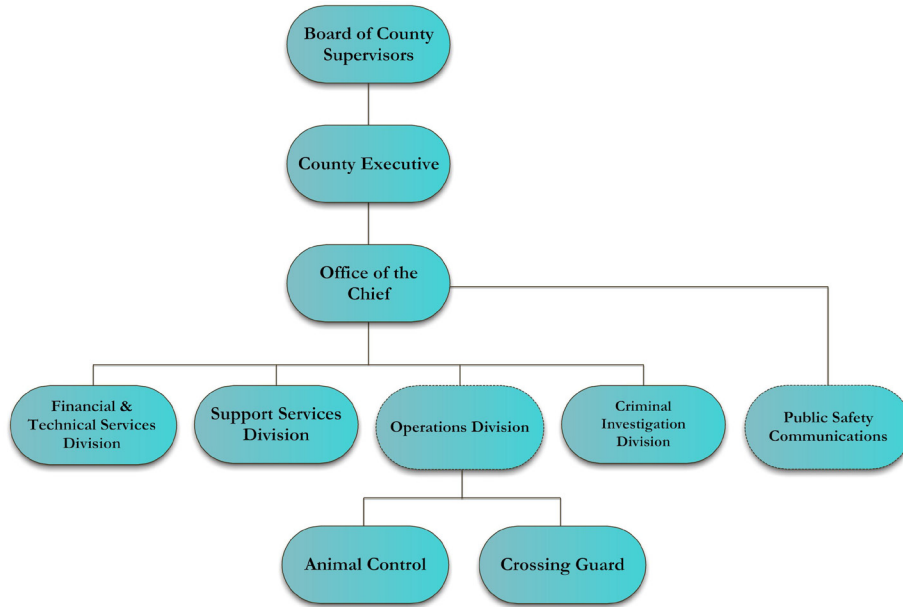 Board of County
Supervisors
County Executive
Office of the
Chief
Financial &
Technical Services
Division
Support Services
Division
Operations Division
Criminal
Investigation
Division
Public Safety
Communications
Animal Control
Crossing Guard